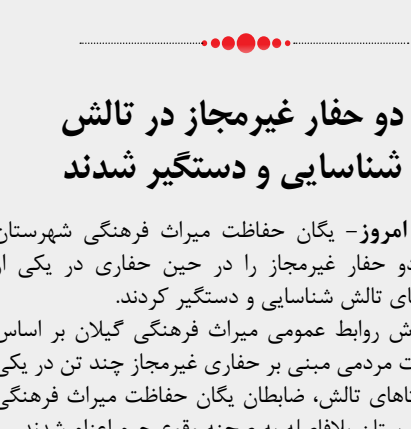 دو حفار غیرمجاز در تالش
شناسایی و دستگیر شدند
امروز- یگان حفاظت میراث فرهنگی شهرستان
دو حفار غیرمجاز را در حین حفاری در یکی از
تالش شناسایی و دستگیر کردند.
روابط عمومی میراث فرهنگی گیلان بر اساس
مردمی مبنی بر حفاری غیرمجاز چند تن در یکی
تالش، ضابطان یگان حفاظت میراث فرهنگی